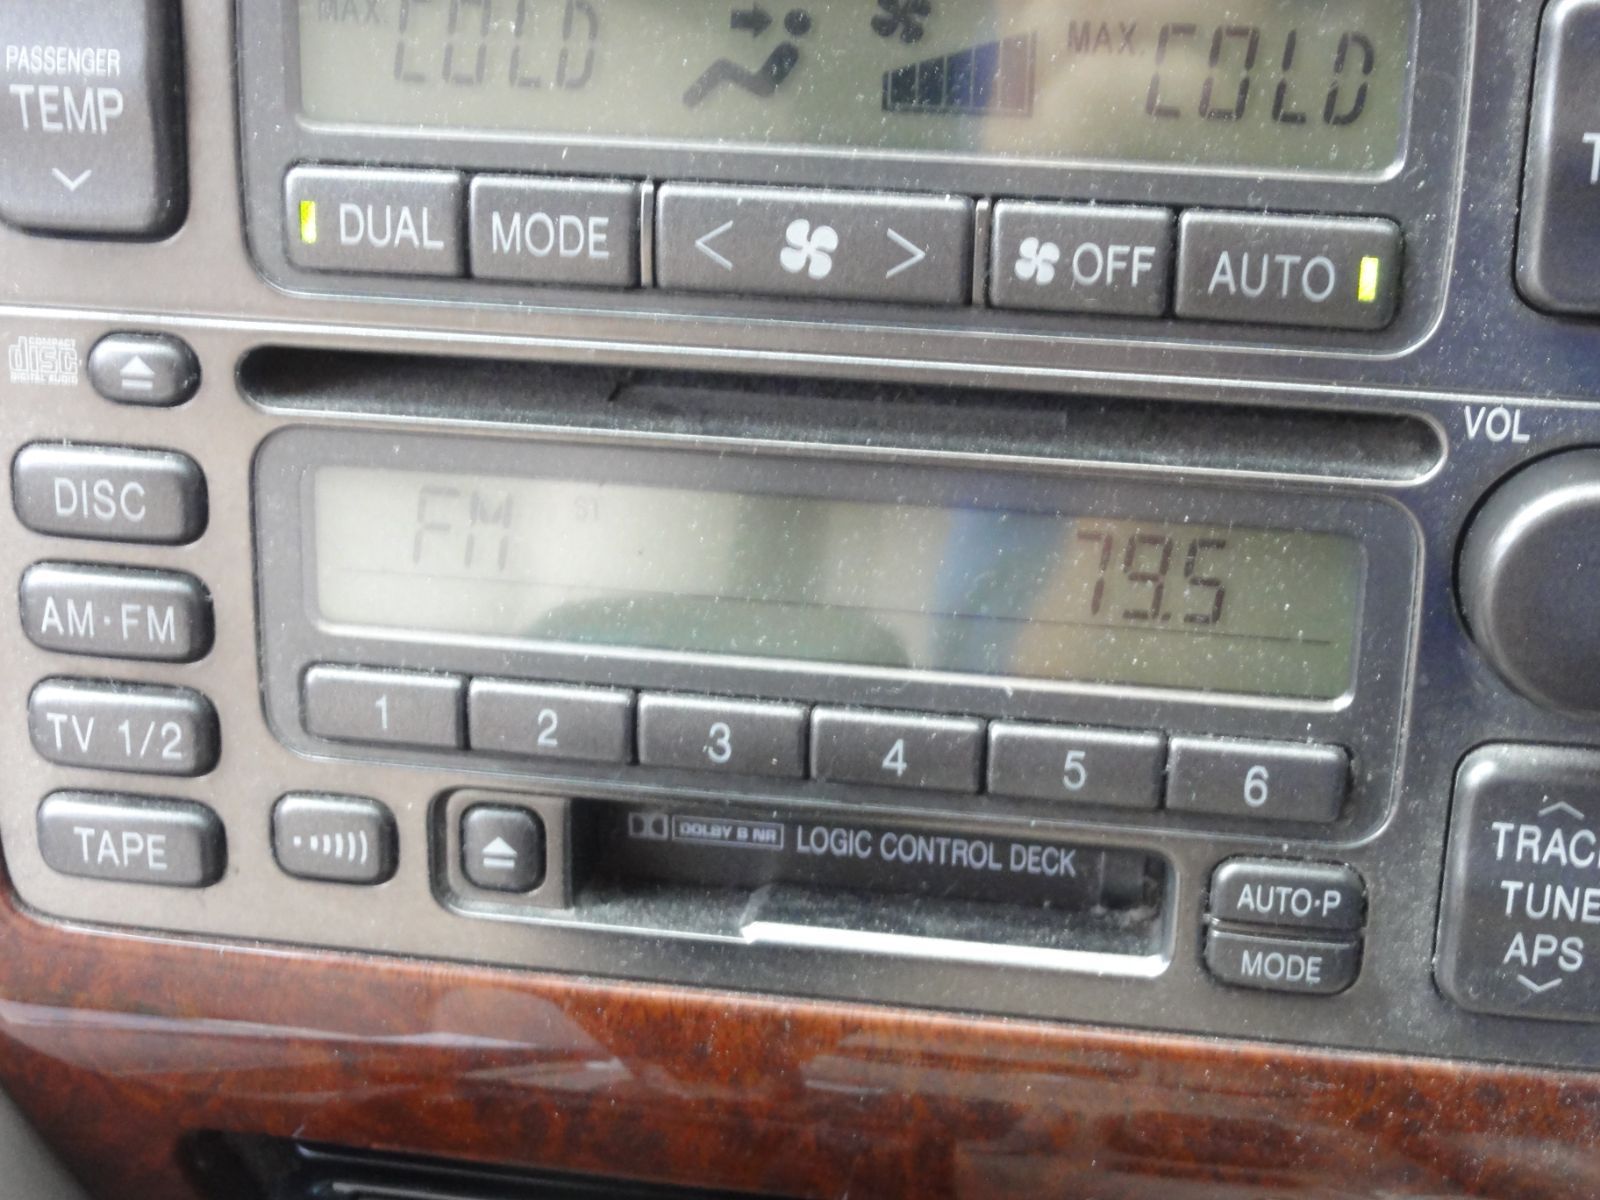 MAX. COLD
MAX. COLD
PASSENGER
TEMP
DUAL
MODE
OFF
AUTO
COMPACT
disc
DIGITAL AUDIO
VOL
DISC
FM
ST
79.5
AM·FM
1
2
3
4
5
6
TV 1/2
TAPE
DOLBY B NR
LOGIC CONTROL DECK
AUTO·P
MODE
TRAC
TUNE
APS